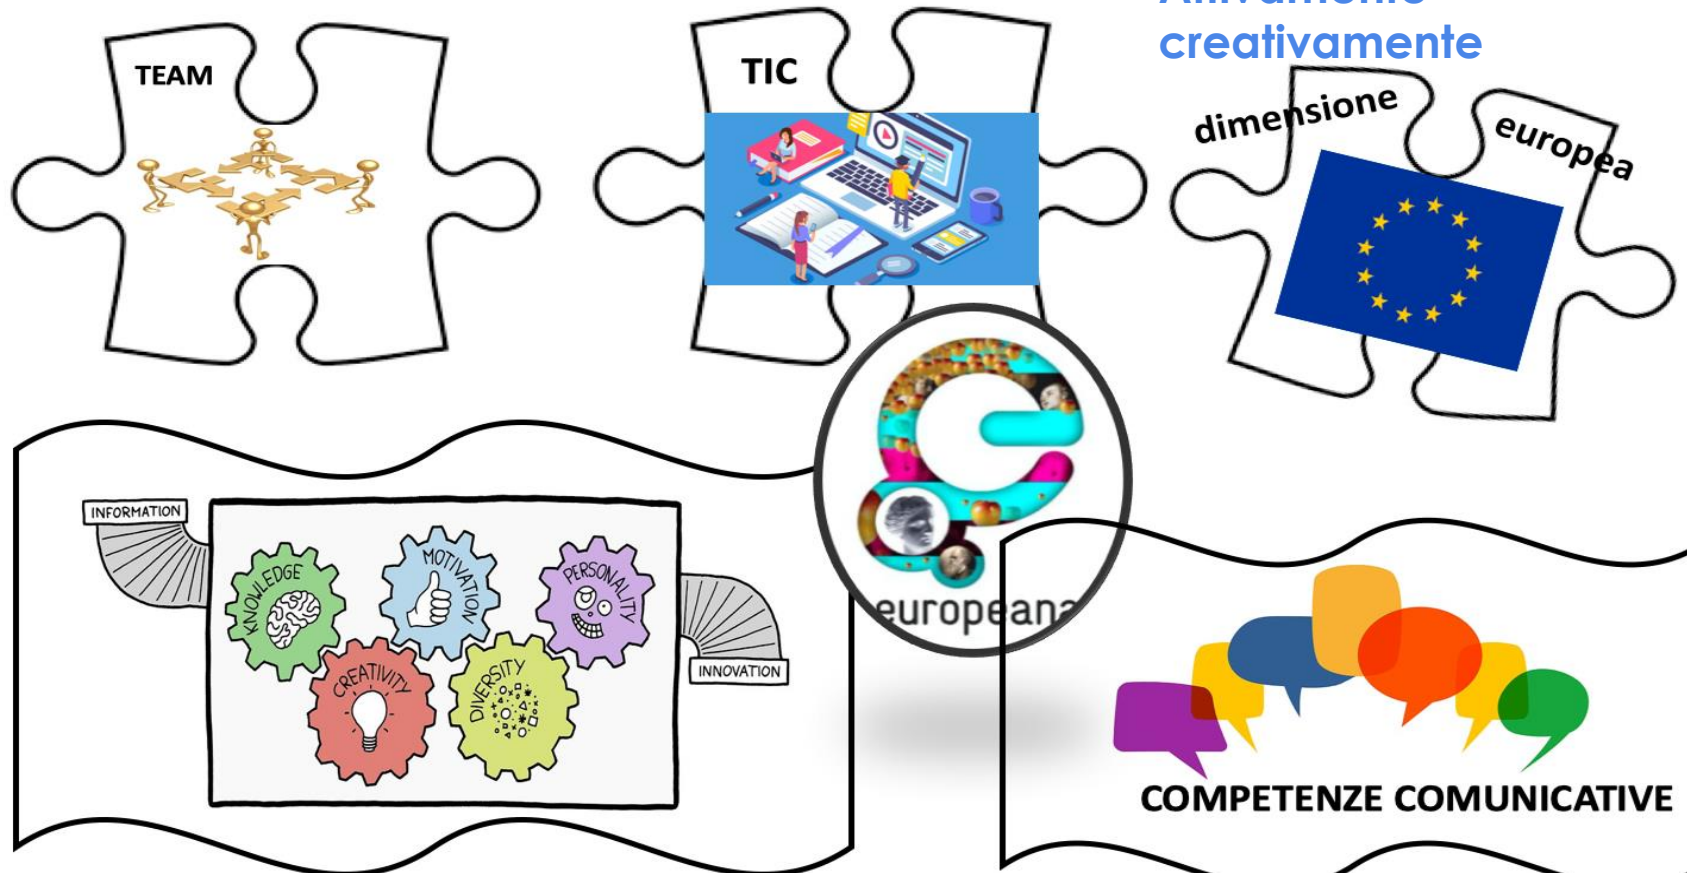 creativamente
TEAM
TIC
dimensione
europea
europeana
INFORMATION
KNOWLEDGE
MOTIVATION
PERSONALITY
CREATIVITY
DIVERSITY
INNOVATION
COMPETENZE COMUNICATIVE